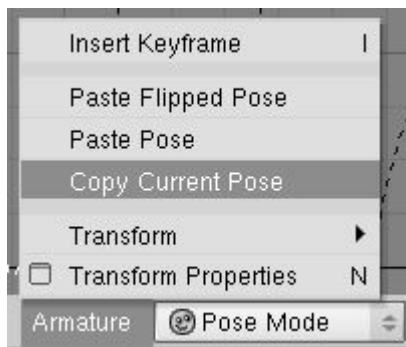 Insert Keyframe I
Paste Flipped Pose
Paste Pose
Copy Current Pose
Transform
Transform Properties N
Armature Pose Mode